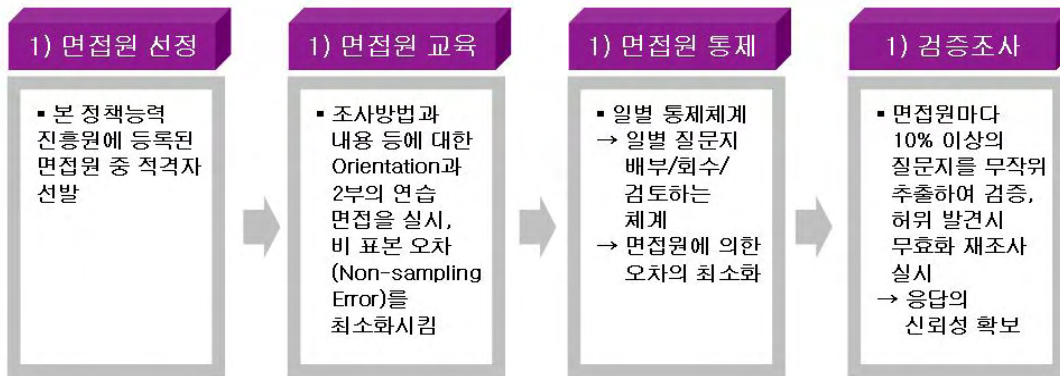 1) 면접원 선정
▪ 본 정책능력
진흥원에 등록된
면접원 중 적격자
선발
1) 면접원 교육
▪ 조사방법과
내용 등에 대한
Orientation과
2부의 연습
면접을 실시,
비 표본 오차
(Non-sampling
Error)를
최소화시킴
1) 면접원 통제
▪ 일별 통제체계
→ 일별 질문지
배부/회수/
검토하는
체계
→ 면접원에 의한
오차의 최소화
1) 검증조사
▪ 면접원마다
10% 이상의
질문지를 무작위
추출하여 검증,
허위 발견시
무효화 재조사
실시
→ 응답의
신뢰성 확보